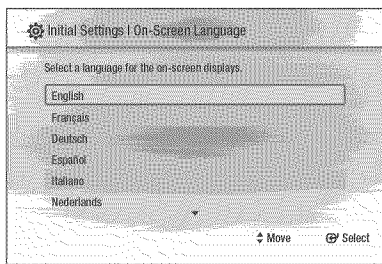 Initial Settings I On-Screen Language
Select a language for the on-screen displays.
English
Français
Deutsch
Español
Italiano
Nederlands
Move Select